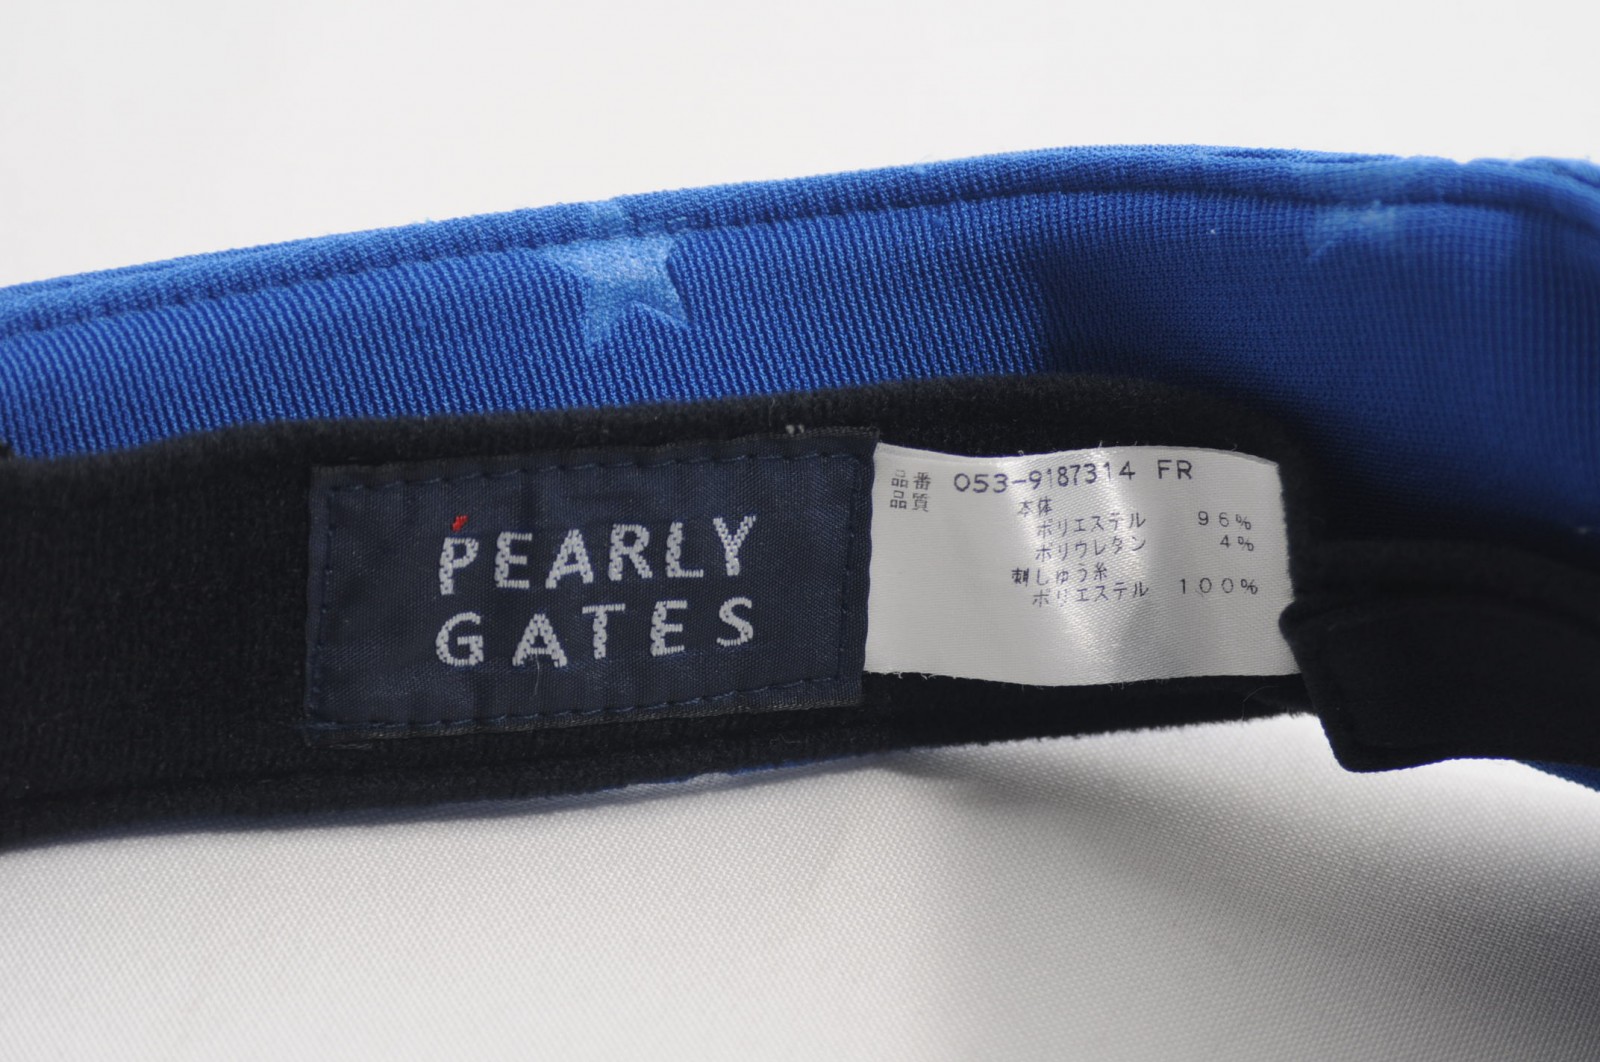 PEARLY
GATES
品番 053-9187314 FR
品質
本体
ポリエステル 96%
ポリウレタン 4%
刺しゅう糸
ポリエステル 100%